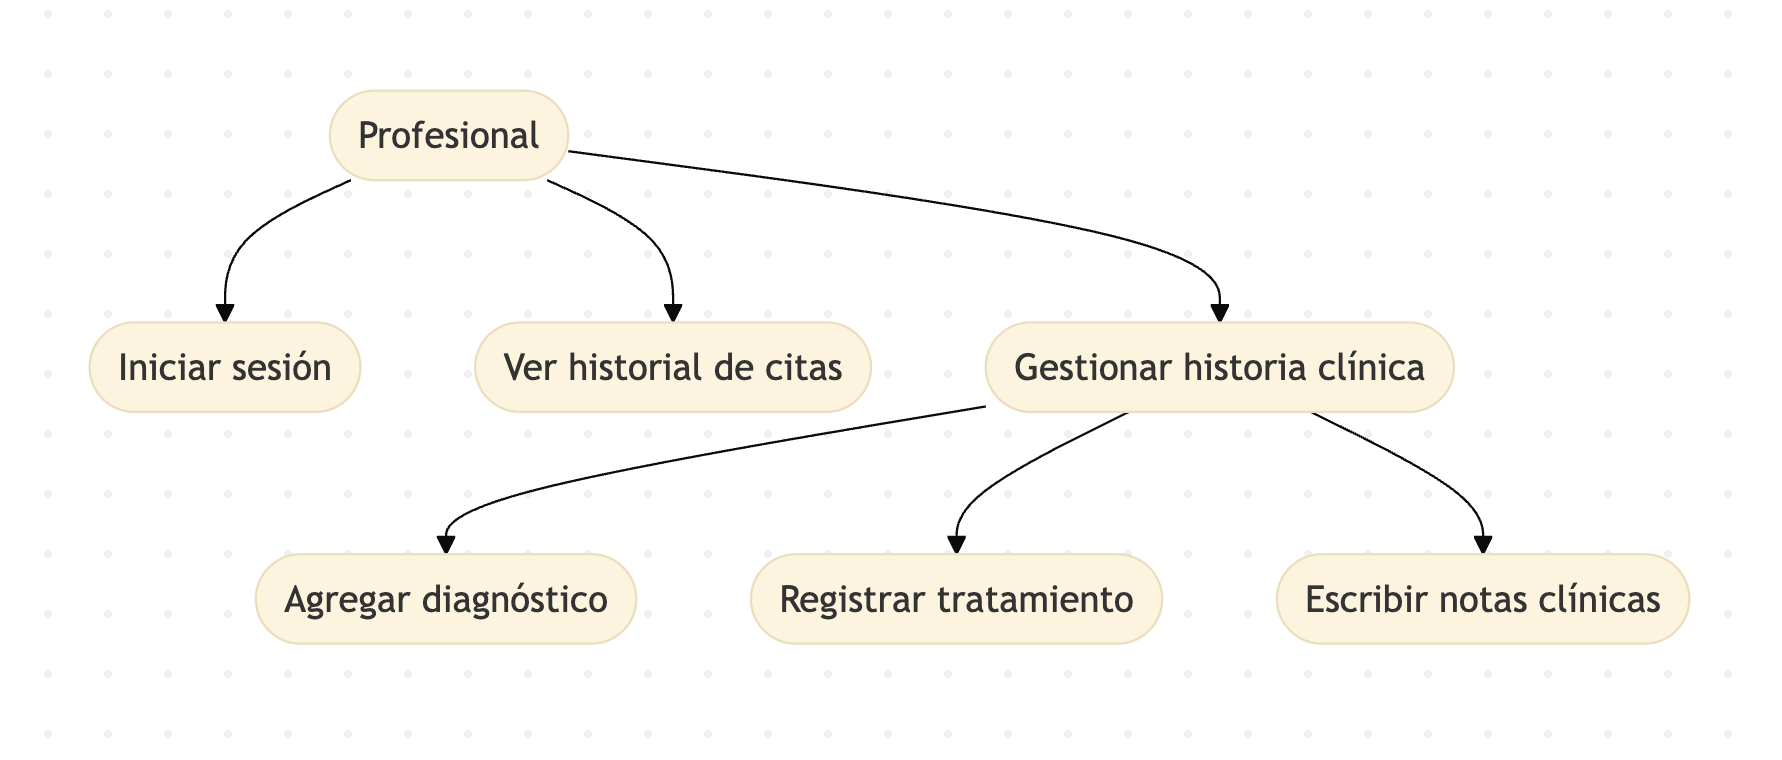 Profesional
Iniciar sesión
Ver historial de citas
Gestionar historia clínica
Agregar diagnóstico
Registrar tratamiento
Escribir notas clínicas